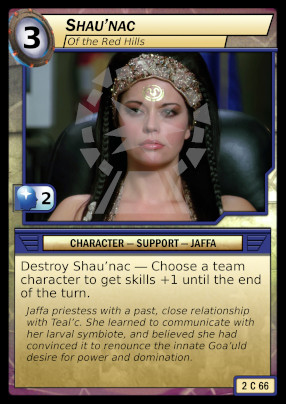 3
Shau'nac
Of the Red Hills
2
Character — Support — Jaffa
Destroy Shau'nac — Choose a team
character to get skills +1 until the end
of the turn.
Jaffa priestess with a past, close relationship
with Teal'c. She learned to communicate with
her larval symbiote, and believed she had
convinced it to renounce the innate Goa'uld
desire for power and domination.
2 C 66